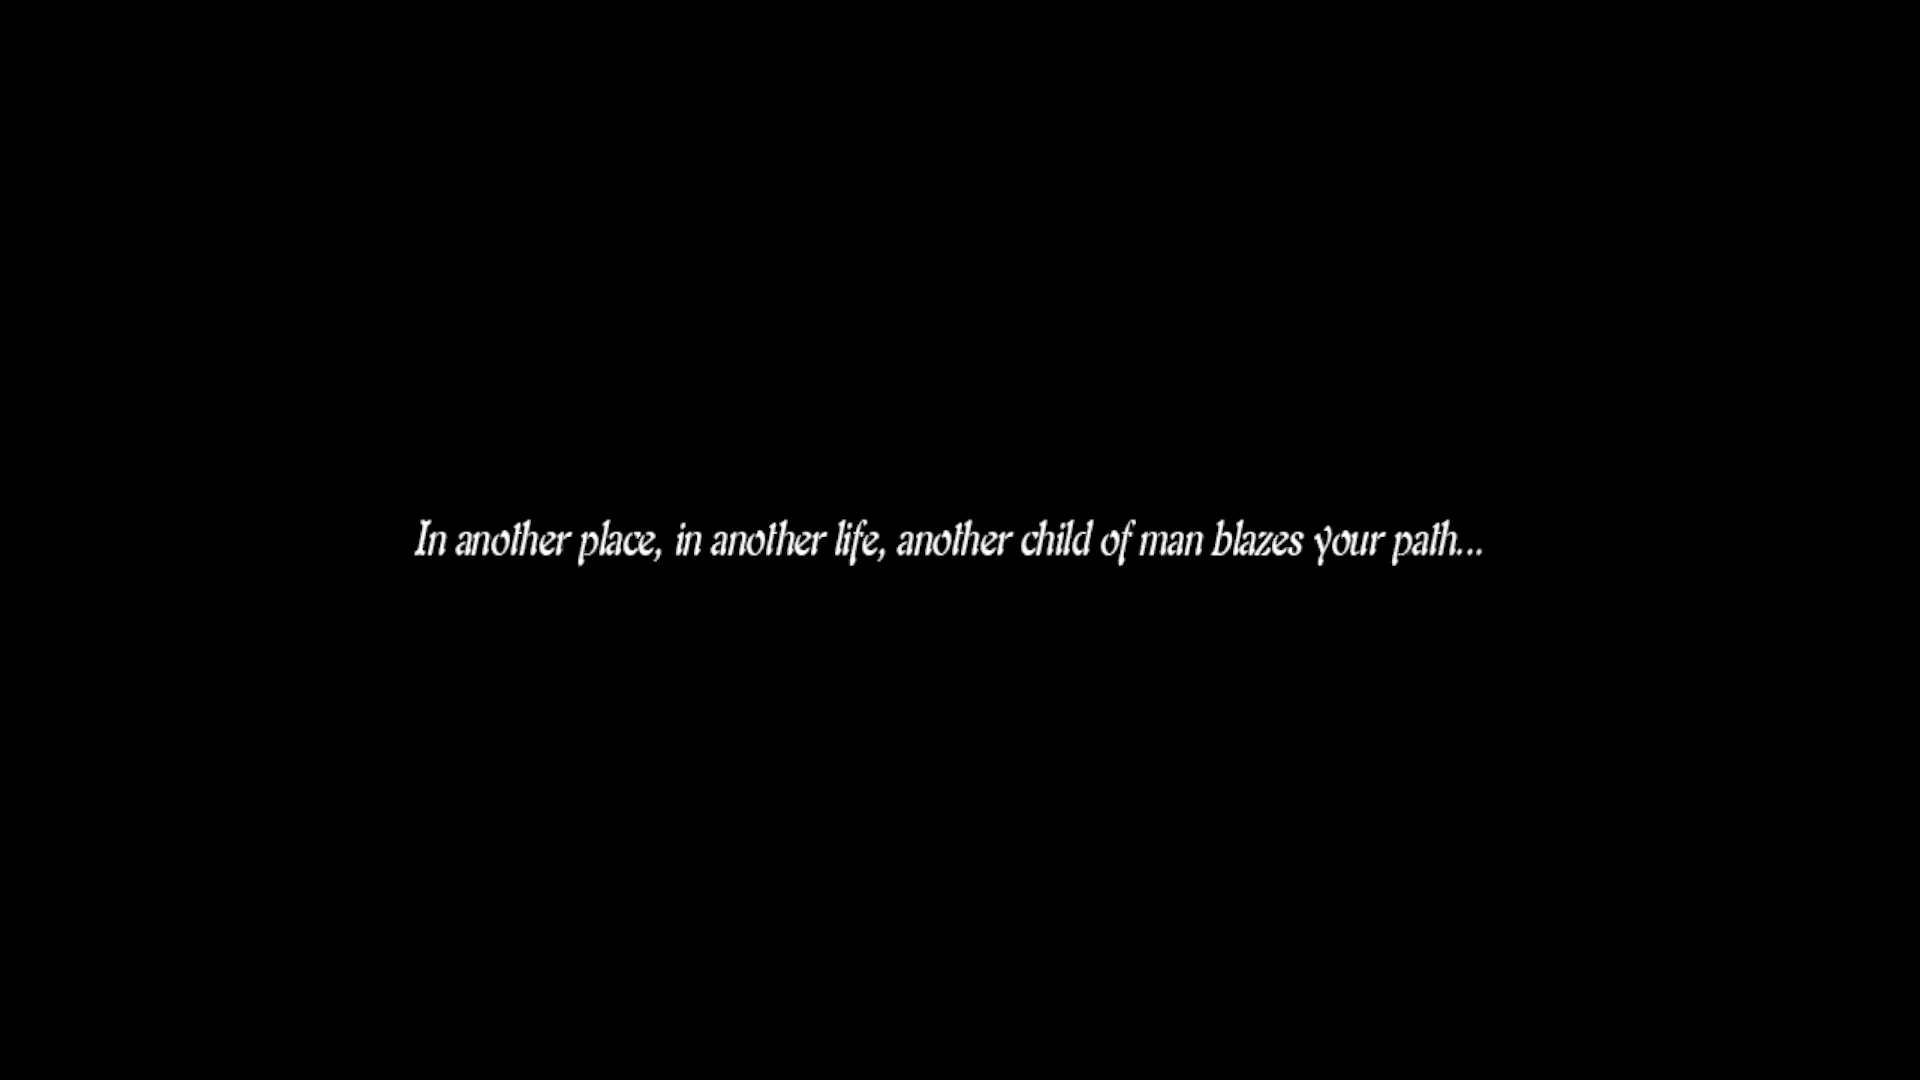 In another place, in another life, another child of man blazes your path...